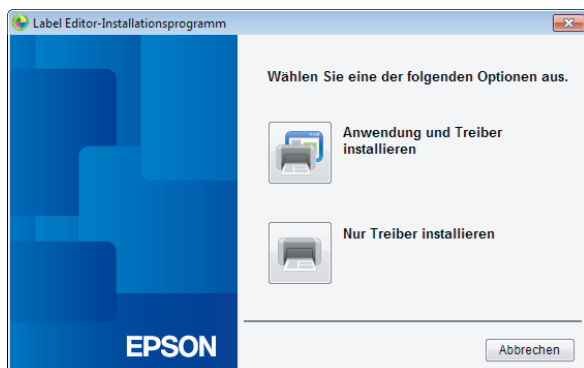 Label Editor-Installationsprogramm
Wählen Sie eine der folgenden Optionen aus.
Anwendung und Treiber
installieren
Nur Treiber installieren
EPSON
Abbrechen